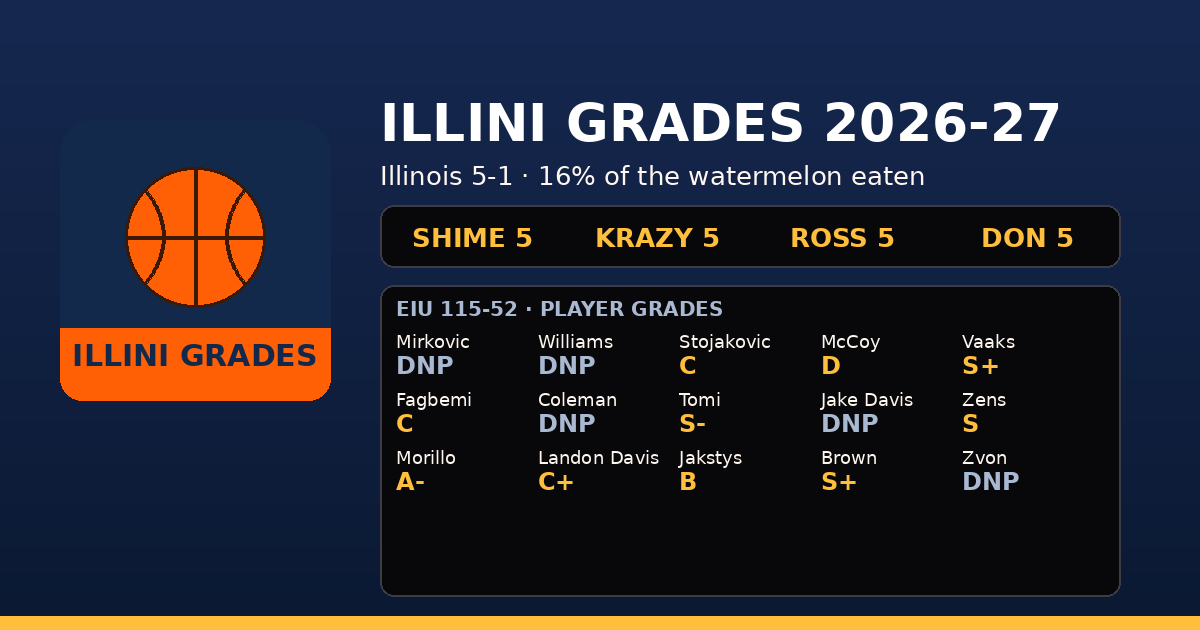 ILLINI GRADES
ILLINI GRADES 2026-27
Illinois 5-1 · 16% of the watermelon eaten
SHIME 5 KRAZY 5 ROSS 5 DON 5
EIU 115-52 · PLAYER GRADES
Mirkovic Williams Stojakovic McCoy Vaaks
DNP DNP C D S+
Fagbemi Coleman Tomi Jake Davis Zens
C DNP S- DNP S
Morillo Landon Davis Jakstys Brown Zvon
A- C+ B S+ DNP